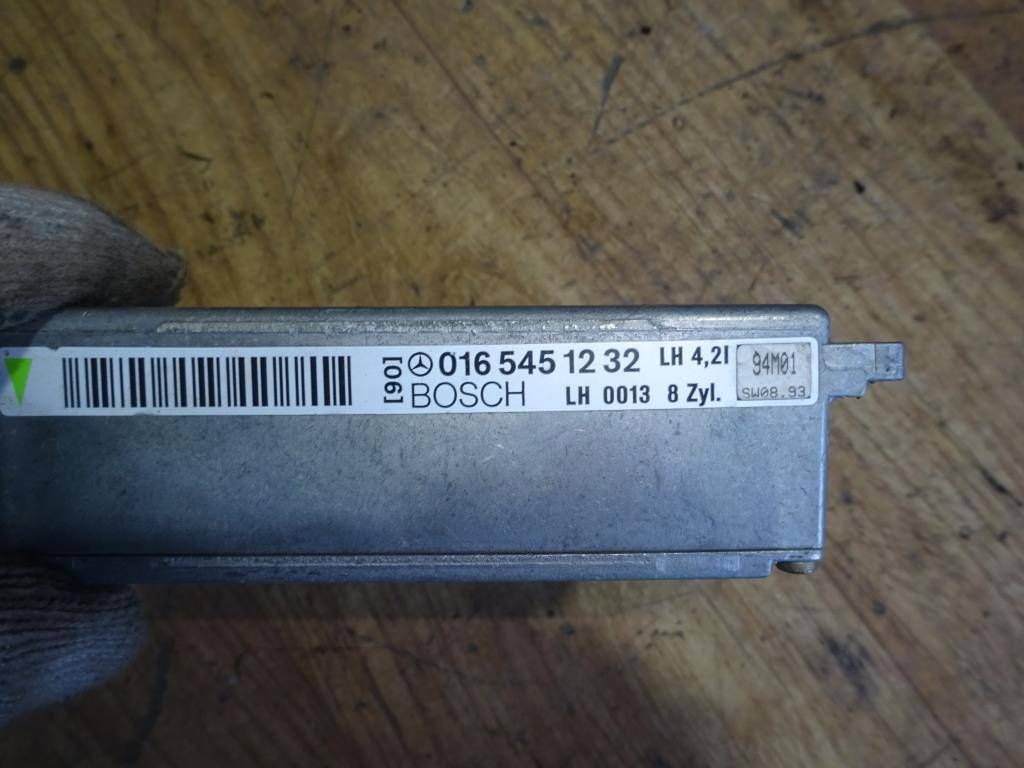 [90] 016 545 12 32 LH 4,2l 94M01
BOSCH LH 0013 8 Zyl. SW08.93